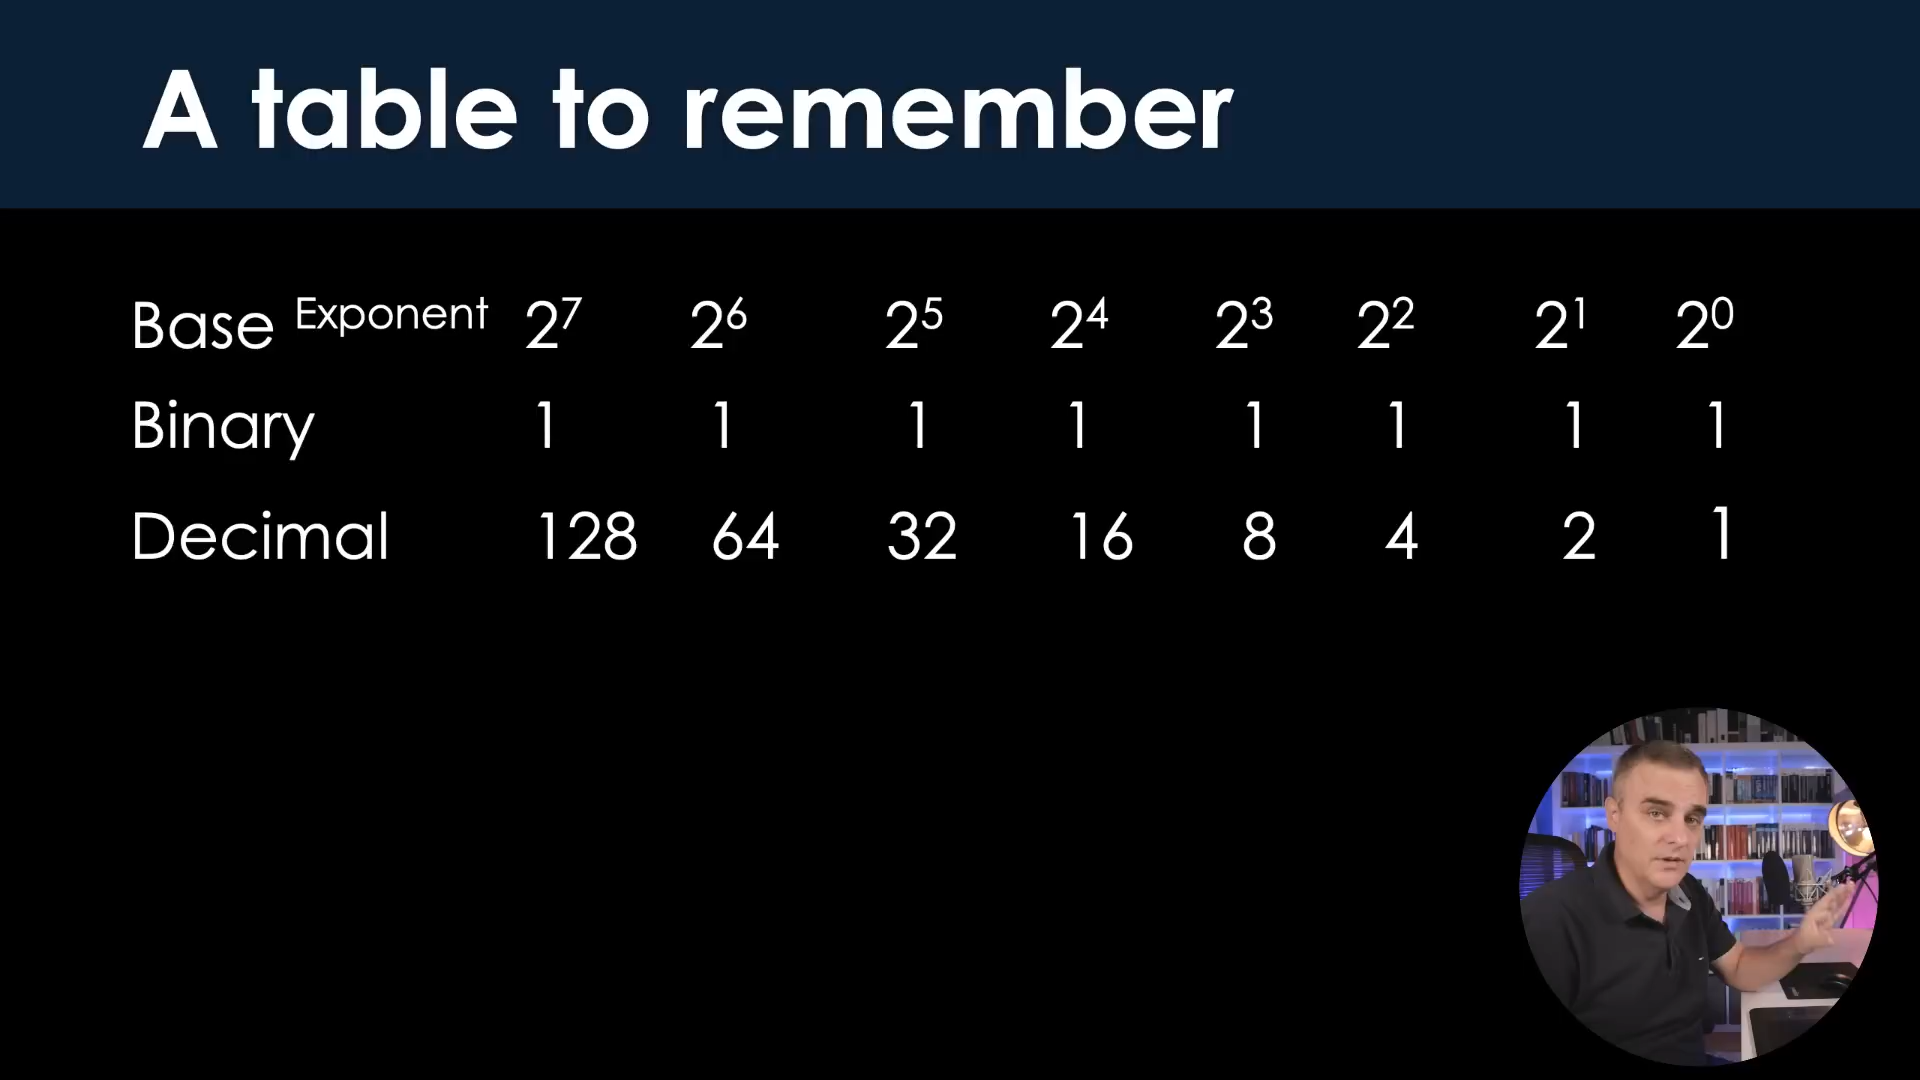 A table to remember
Base Exponent 2⁷ 2⁶ 2⁵ 2⁴ 2³ 2² 2¹ 2⁰
Binary 1 1 1 1 1 1 1 1
Decimal 128 64 32 16 8 4 2 1